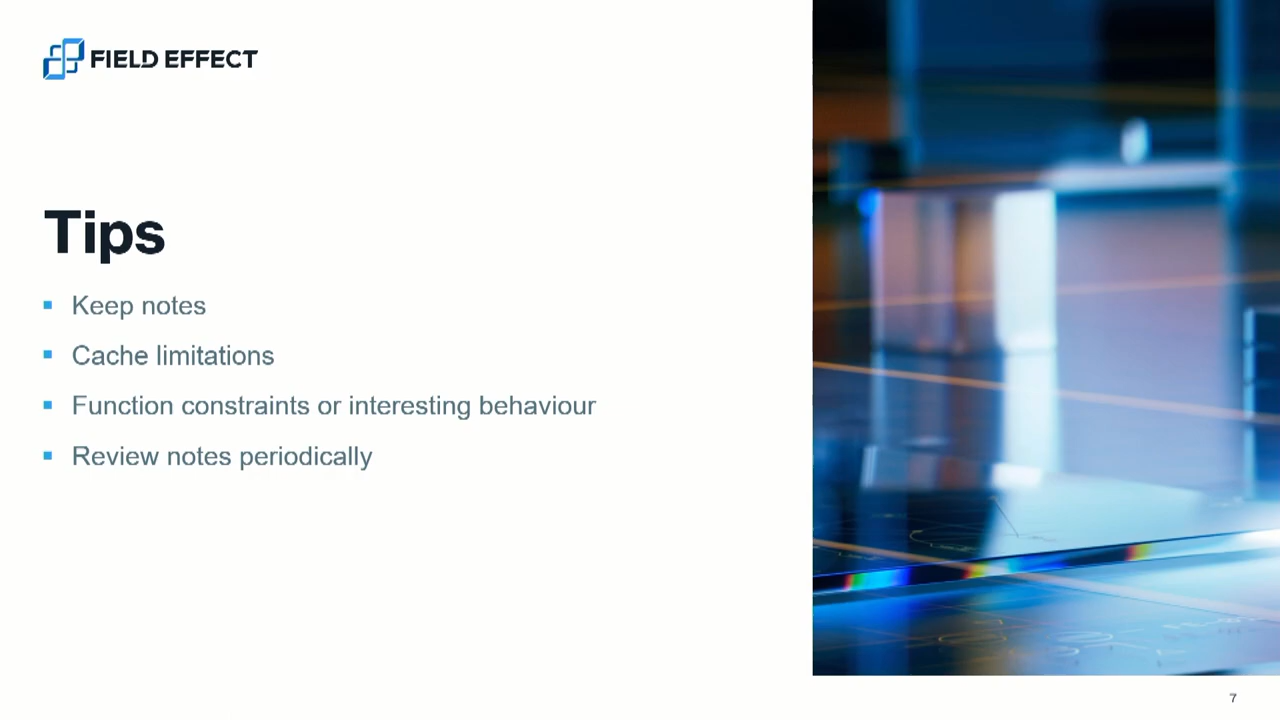 FIELD EFFECT
Tips
Keep notes
Cache limitations
Function constraints or interesting behaviour
Review notes periodically
7